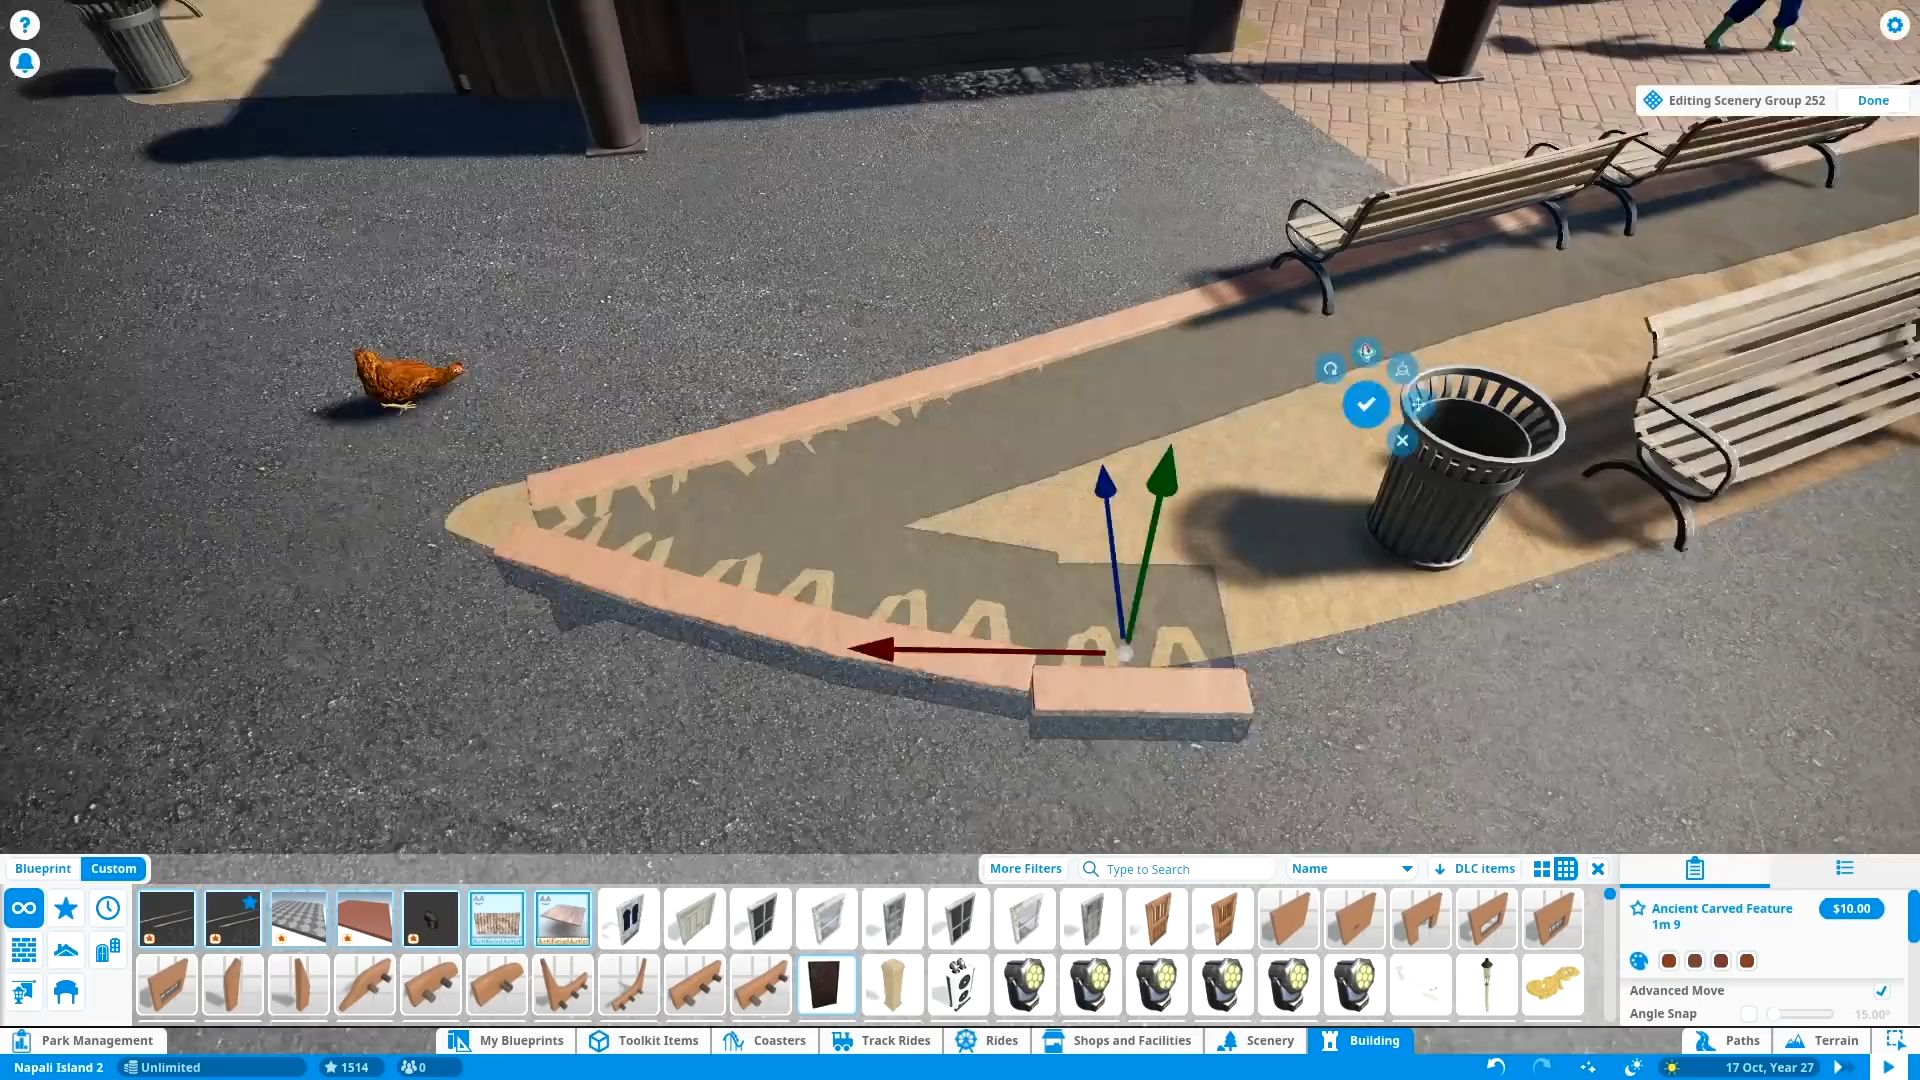 ?
Editing Scenery Group 252 Done
Blueprint Custom More Filters Type to Search Name DLC items
AA AA
Ancient Carved Feature
1m 9
$10.00
Advanced Move
Angle Snap 15.00°
Park Management My Blueprints Toolkit Items Coasters Track Rides Rides Shops and Facilities Scenery Building Paths Terrain
Napali Island 2 Unlimited 1514 0 17 Oct, Year 27